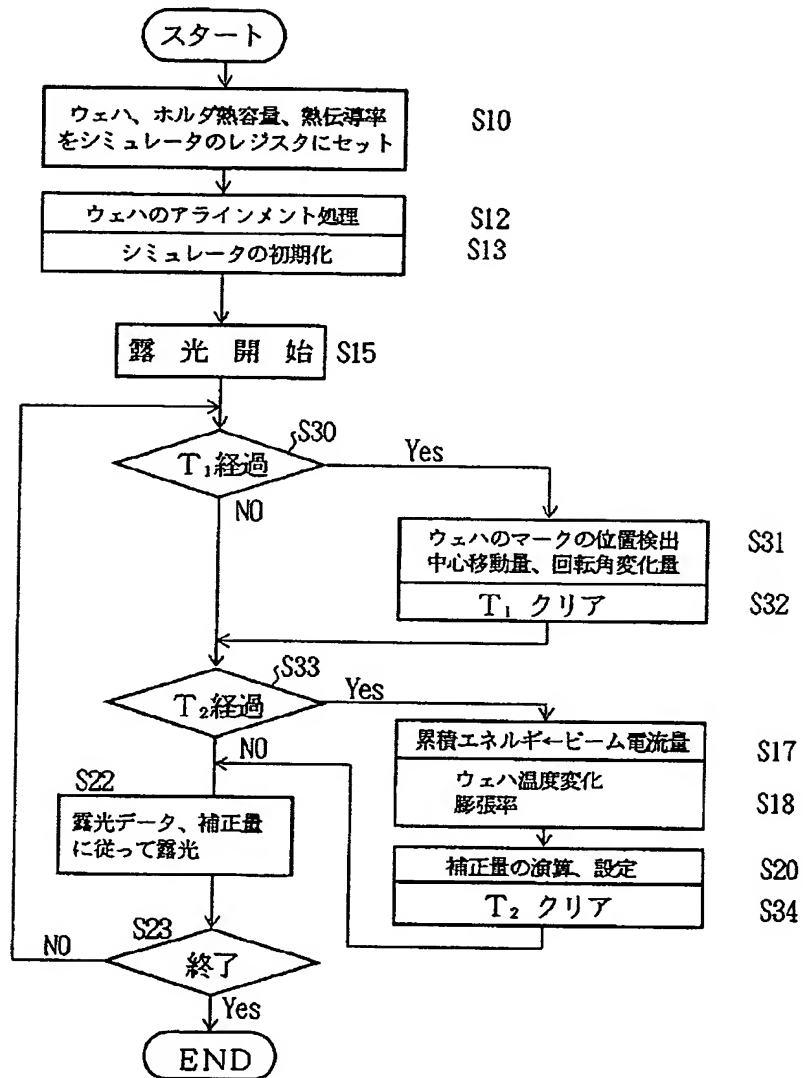 スタート
ウェハ、ホルダ熱容量、熱伝導率
をシミュレータのレジスタにセット
S10
ウェハのアラインメント処理
S12
シミュレータの初期化
S13
露光開始
S15
S30
T₁経過
Yes
NO
ウェハのマークの位置検出
中心移動量、回転角変化量
S31
T₁クリア
S32
S33
T₂経過
Yes
NO
累積エネルギ←ビーム電流量
S17
ウェハ温度変化
膨張率
S18
補正量の演算、設定
S20
T₂クリア
S34
S22
露光データ、補正量
に従って露光
S23
NO
終了
Yes
END